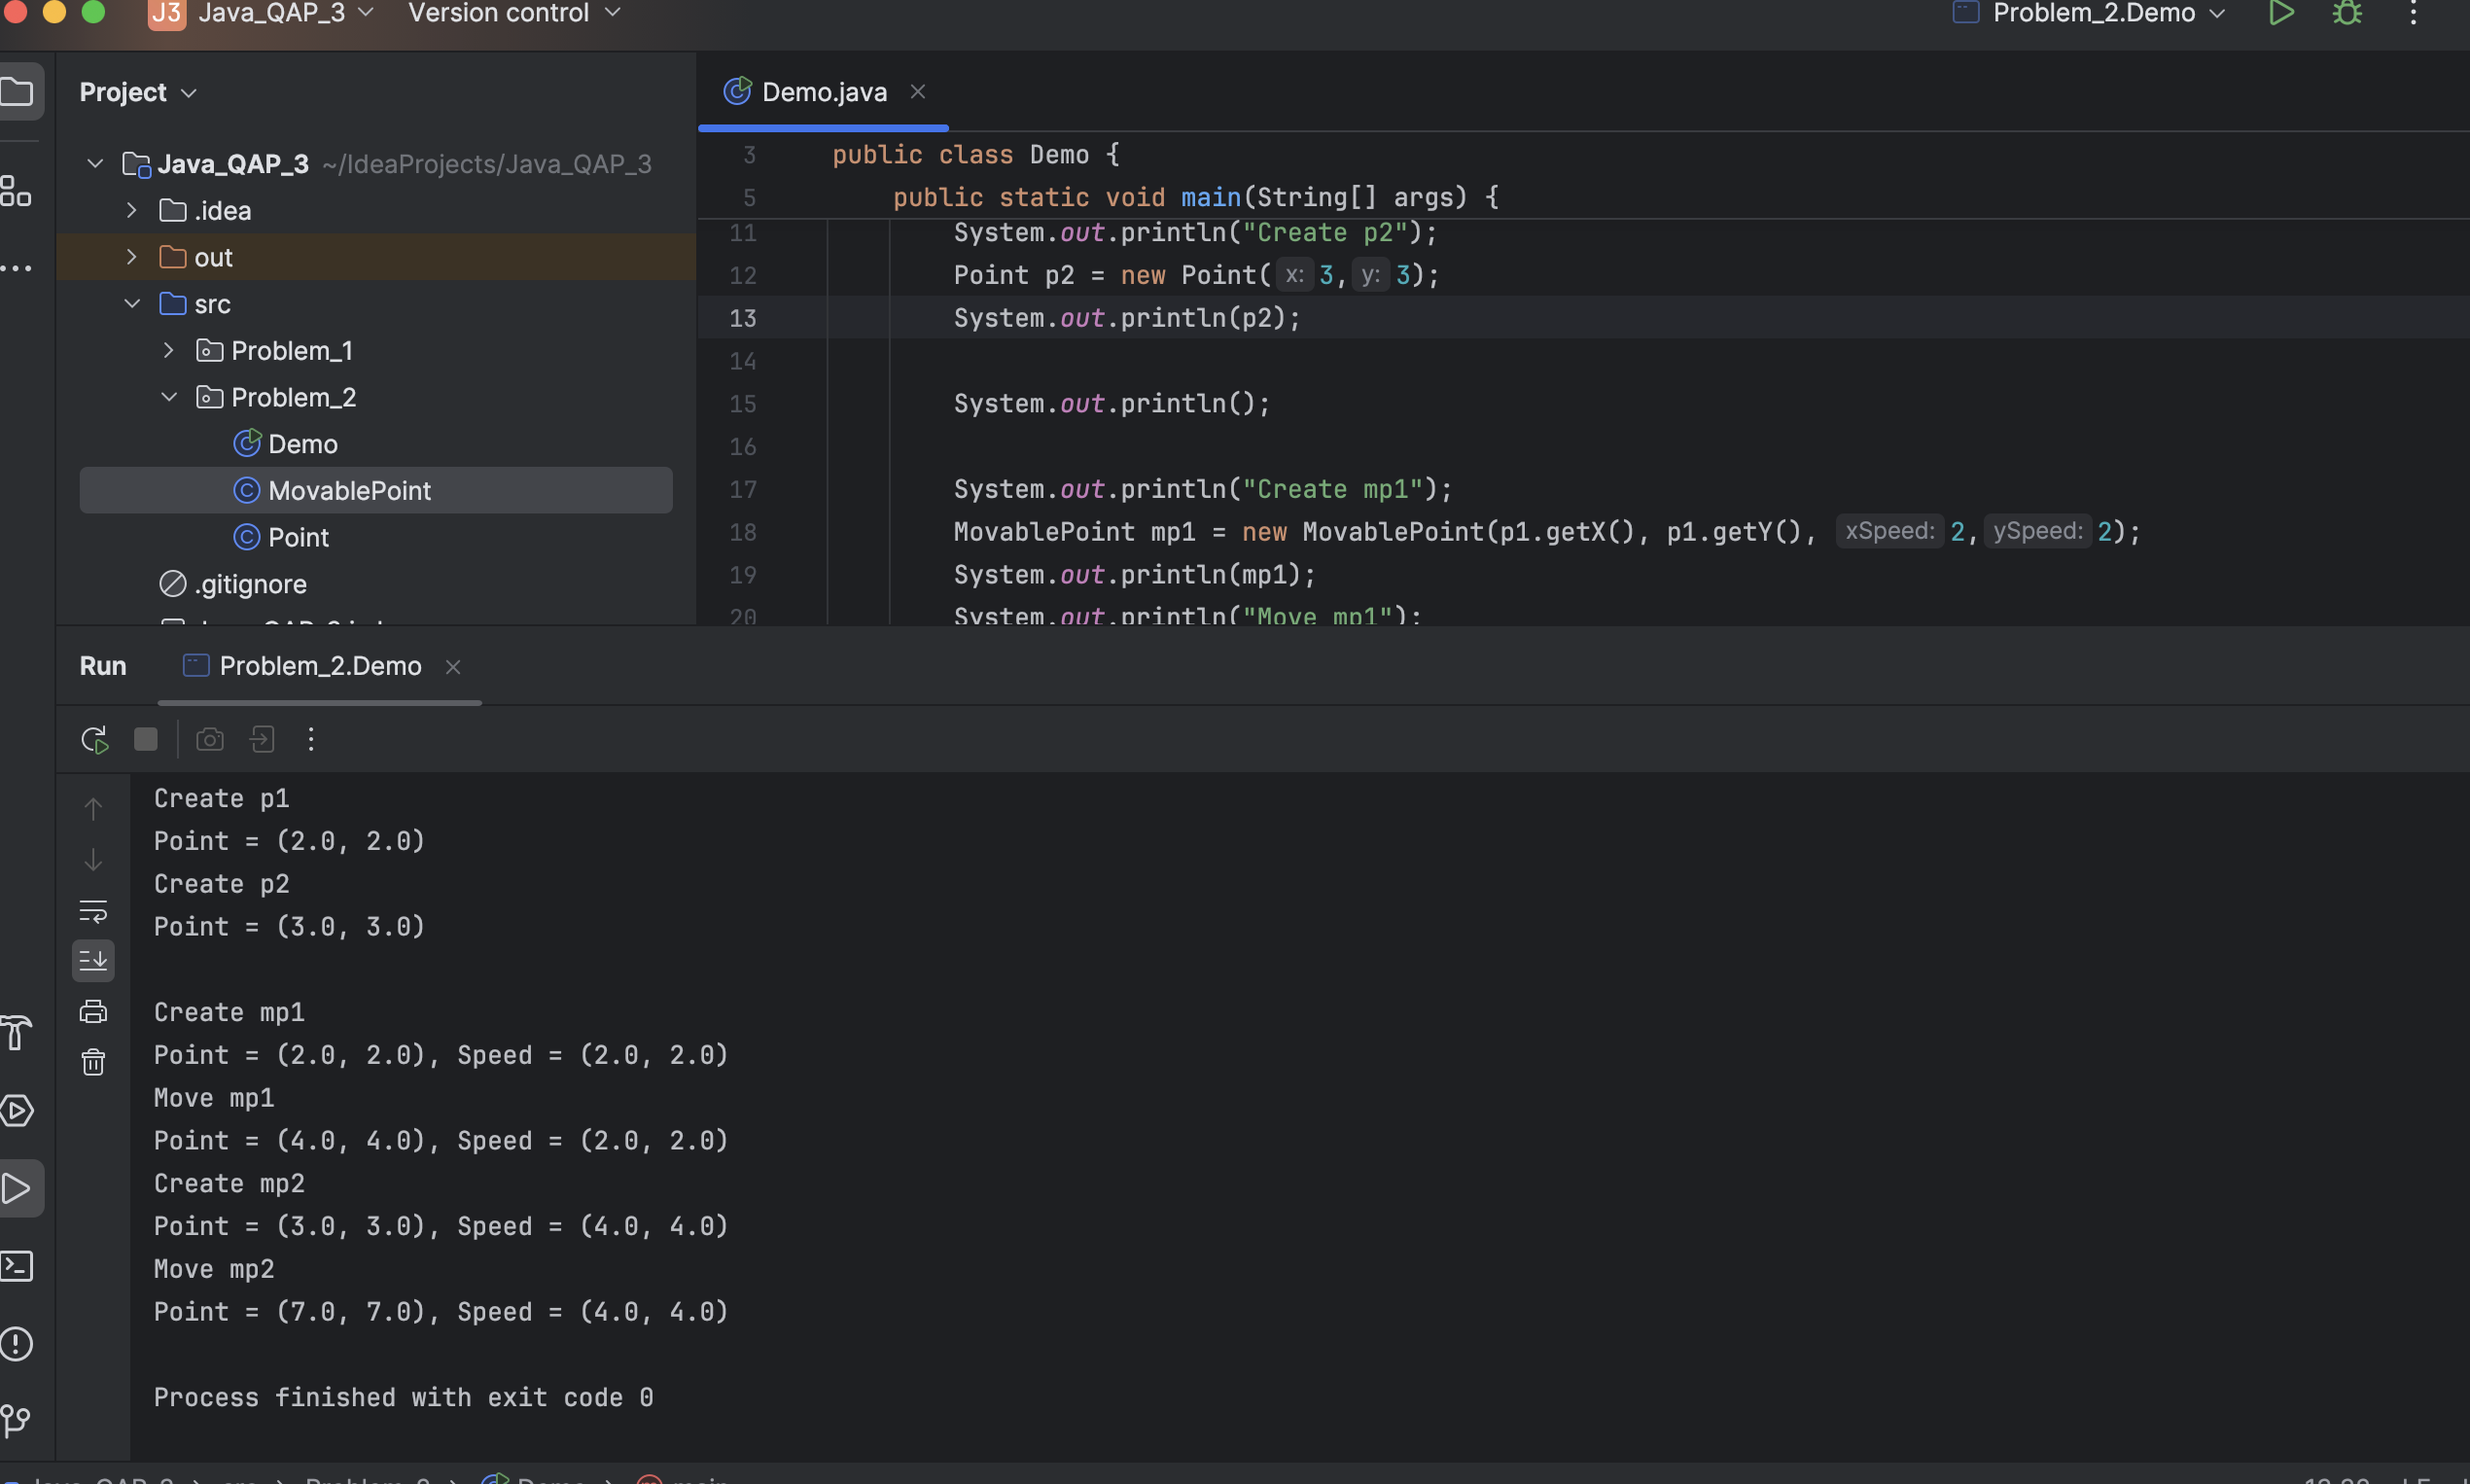 J3 Java_QAP_3 Version control Problem_2.Demo
Project
Demo.java
Java_QAP_3 ~/IdeaProjects/Java_QAP_3
.idea
out
src
Problem_1
Problem_2
Demo
MovablePoint
Point
.gitignore
3 public class Demo {
5 public static void main(String[] args) {
11 System.out.println("Create p2");
12 Point p2 = new Point( x: 3, y: 3);
13 System.out.println(p2);
14
15 System.out.println();
16
17 System.out.println("Create mp1");
18 MovablePoint mp1 = new MovablePoint(p1.getX(), p1.getY(), xSpeed: 2, ySpeed: 2);
19 System.out.println(mp1);
20 System.out.println("Move mp1");
Run Problem_2.Demo
Create p1
Point = (2.0, 2.0)
Create p2
Point = (3.0, 3.0)
Create mp1
Point = (2.0, 2.0), Speed = (2.0, 2.0)
Move mp1
Point = (4.0, 4.0), Speed = (2.0, 2.0)
Create mp2
Point = (3.0, 3.0), Speed = (4.0, 4.0)
Move mp2
Point = (7.0, 7.0), Speed = (4.0, 4.0)
Process finished with exit code 0